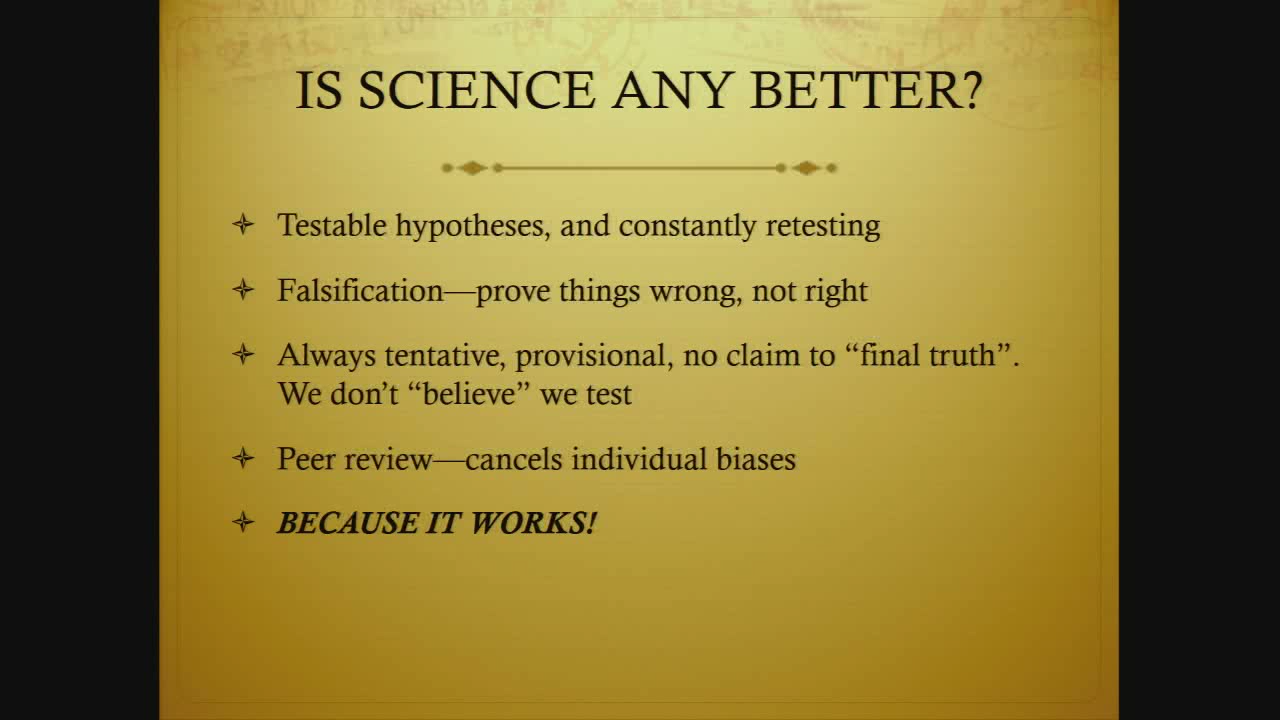 IS SCIENCE ANY BETTER?
Testable hypotheses, and constantly retesting
Falsification—prove things wrong, not right
Always tentative, provisional, no claim to “final truth”.
We don’t “believe” we test
Peer review—cancels individual biases
BECAUSE IT WORKS!